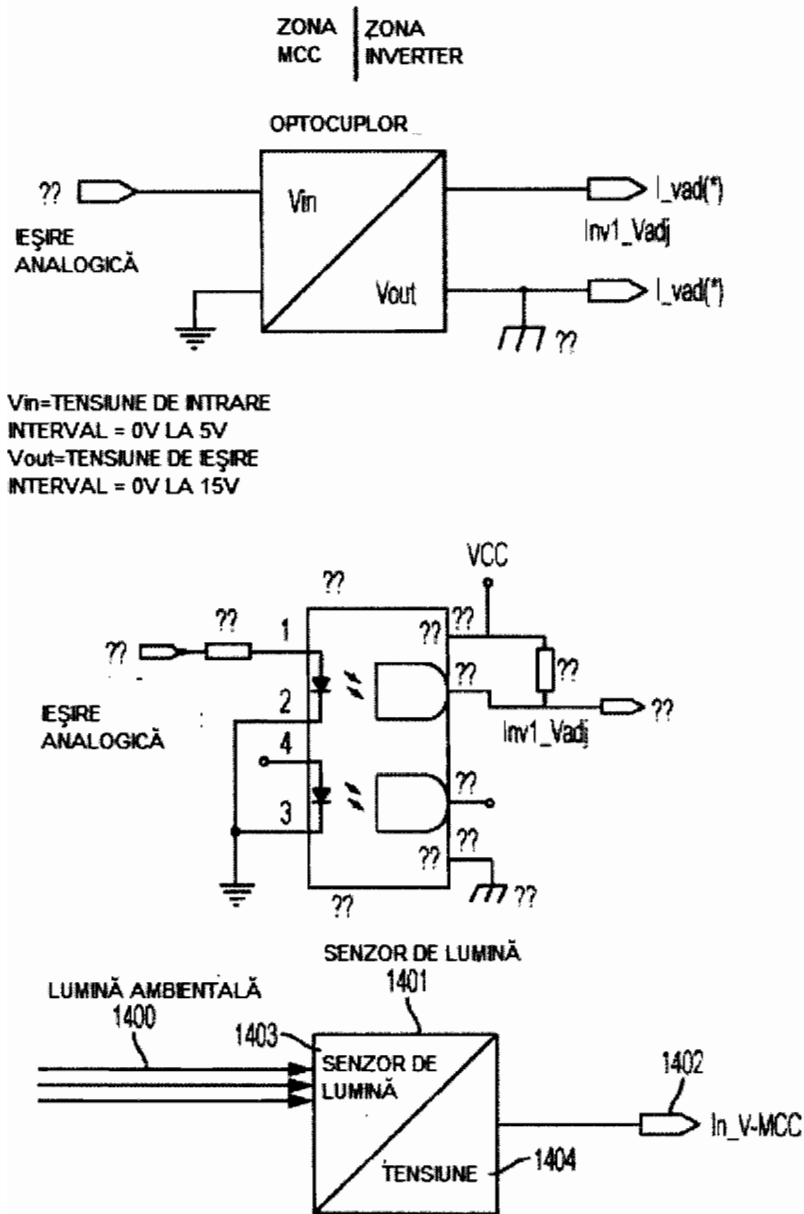 ZONA ZONA
MCC INVERTER
OPTOCUPLOR
??
Vin
I_vad(*)
IEŞIRE
ANALOGICĂ
Inv1_Vadj
Vout
I_vad(*)
??
Vin=TENSIUNE DE INTRARE
INTERVAL = 0V LA 5V
Vout=TENSIUNE DE IEŞIRE
INTERVAL = 0V LA 15V
VCC
??
?? ?? 1 ?? ??
??
??
2
IEŞIRE
ANALOGICĂ
??
Inv1_Vadj
4
??
3
??
??
??
??
SENZOR DE LUMINĂ
1401
LUMINĂ AMBIENTALĂ
1400
1403
SENZOR DE
LUMINĂ
1402
In_V-MCC
TENSIUNE
1404